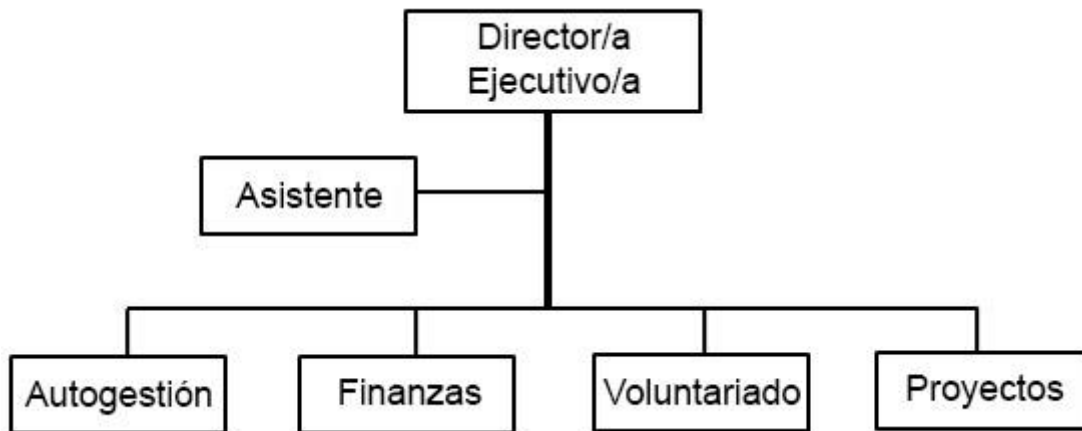 Director/a
Ejecutivo/a
Asistente
Autogestión
Finanzas
Voluntariado
Proyectos